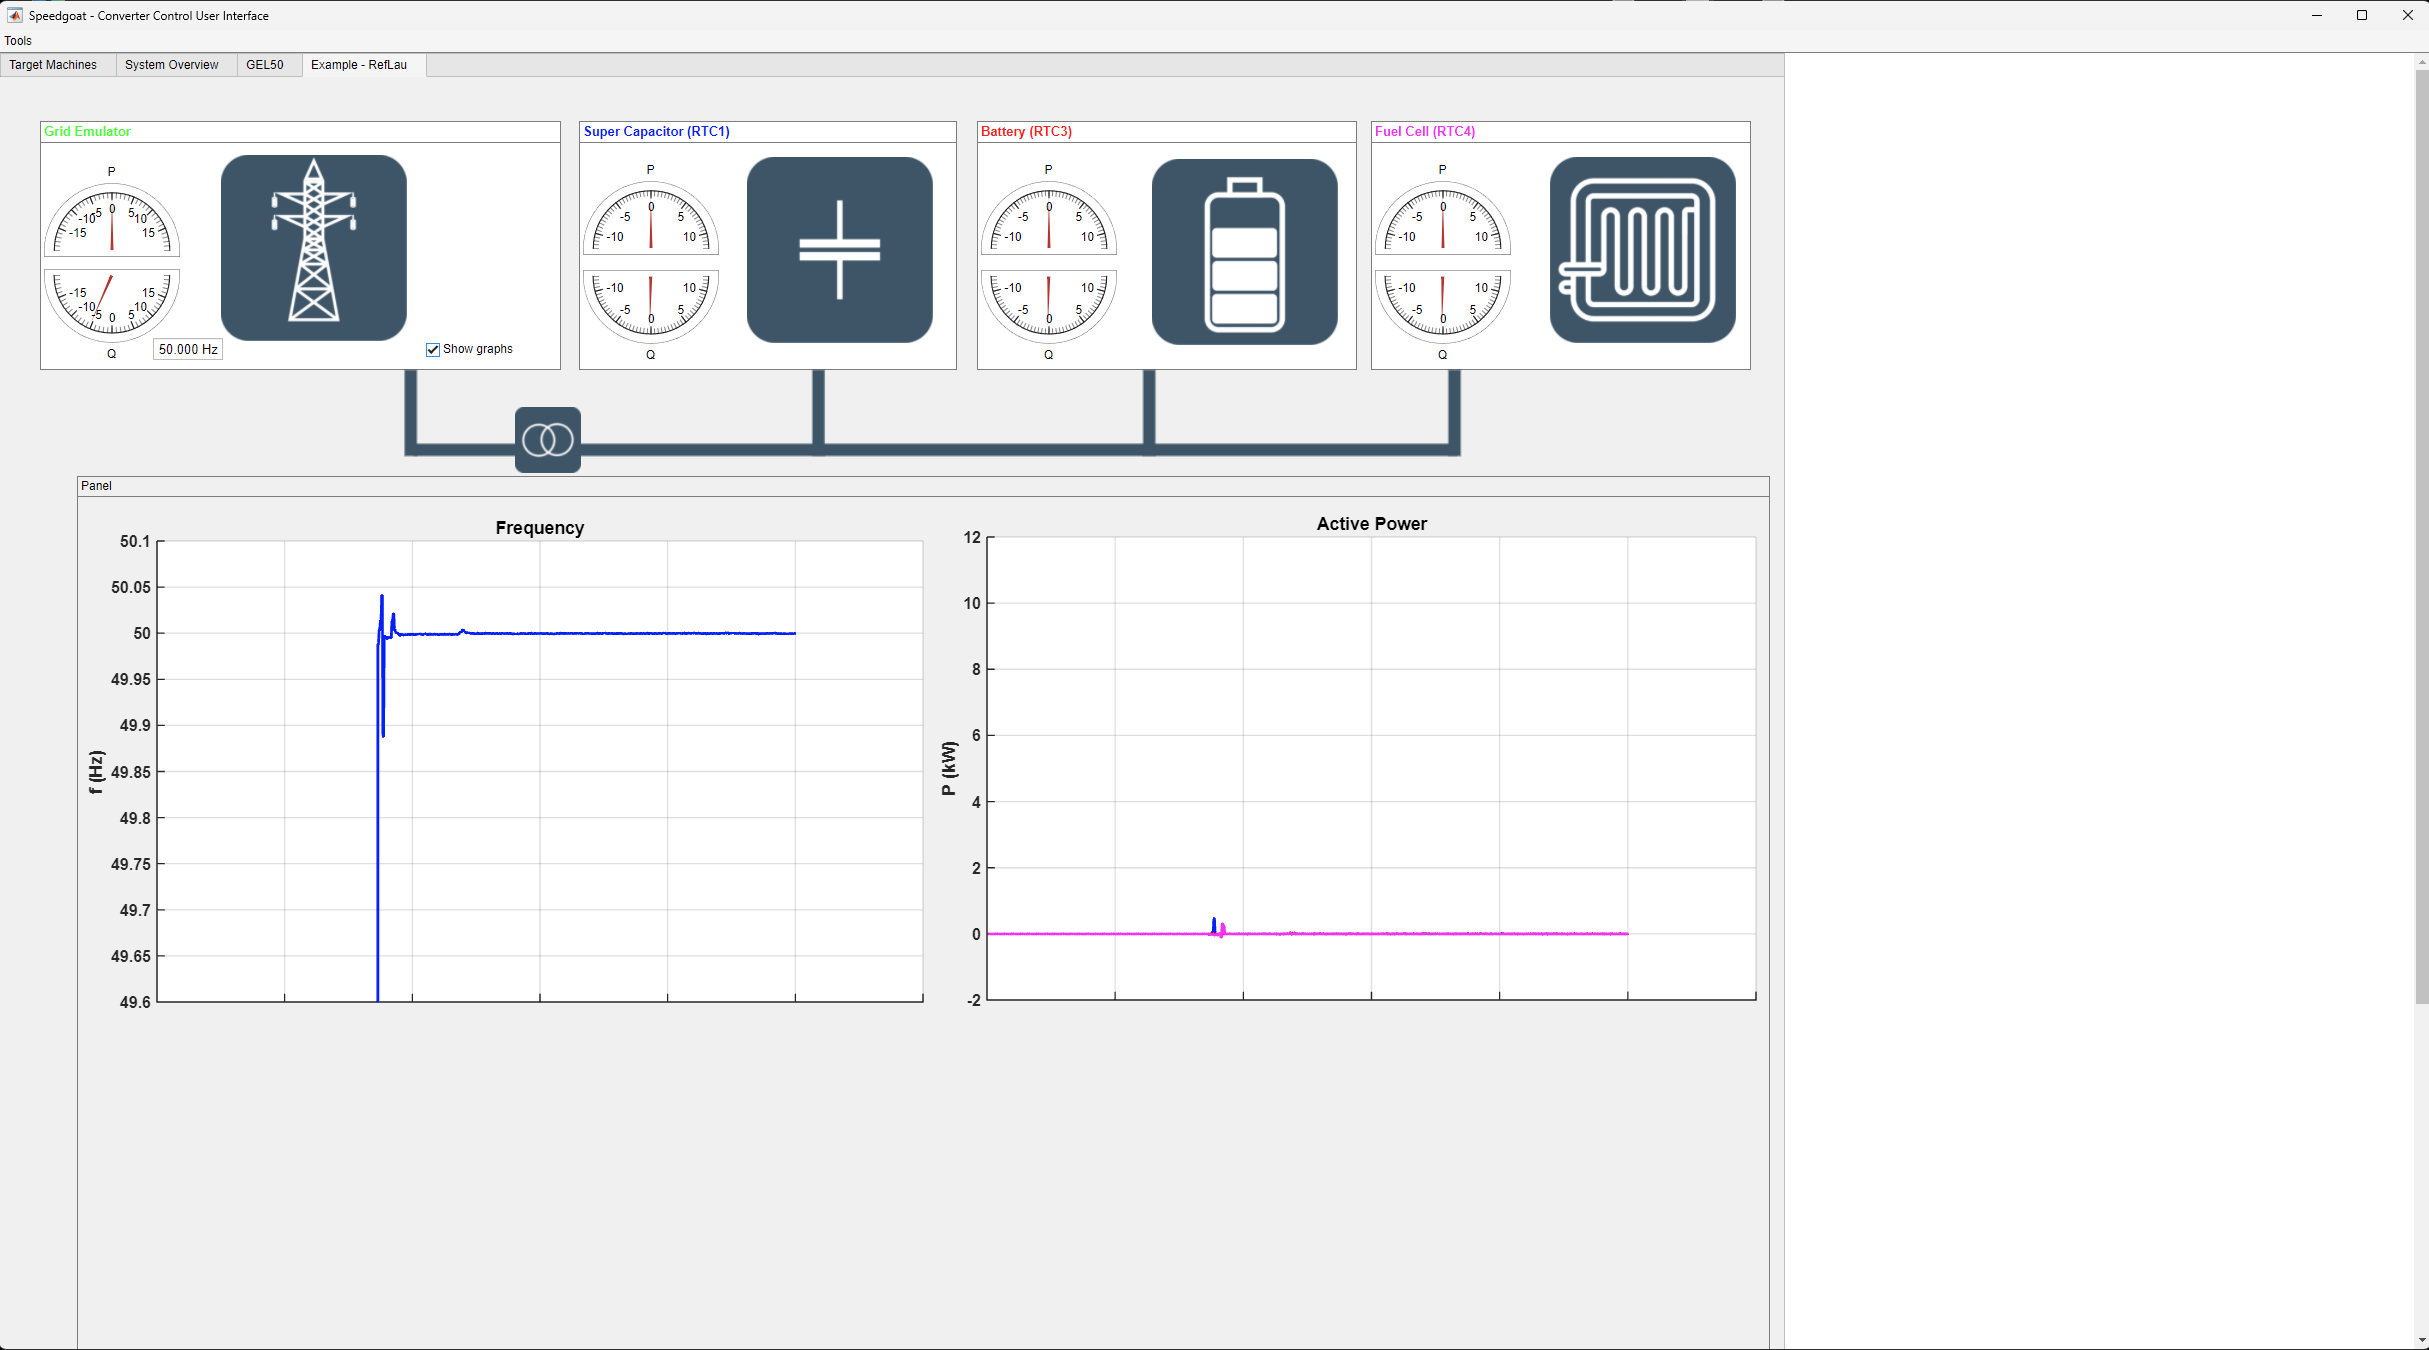 Speedgoat - Converter Control User Interface
Tools
Target Machines
System Overview
GEL50
Example - RefLau
Grid Emulator
P
-15
-10
-5
0
5
10
15
-15
-10
-5
0
5
10
15
Q
50.000 Hz
Show graphs
Super Capacitor (RTC1)
P
-10
-5
0
5
10
-10
-5
0
5
10
Q
Battery (RTC3)
P
-10
-5
0
5
10
-10
-5
0
5
10
Q
Fuel Cell (RTC4)
P
-10
-5
0
5
10
-10
-5
0
5
10
Q
Panel
Frequency
50.1
50.05
50
49.95
49.9
49.85
49.8
49.75
49.7
49.65
49.6
f (Hz)
Active Power
12
10
8
6
4
2
0
-2
P (kW)